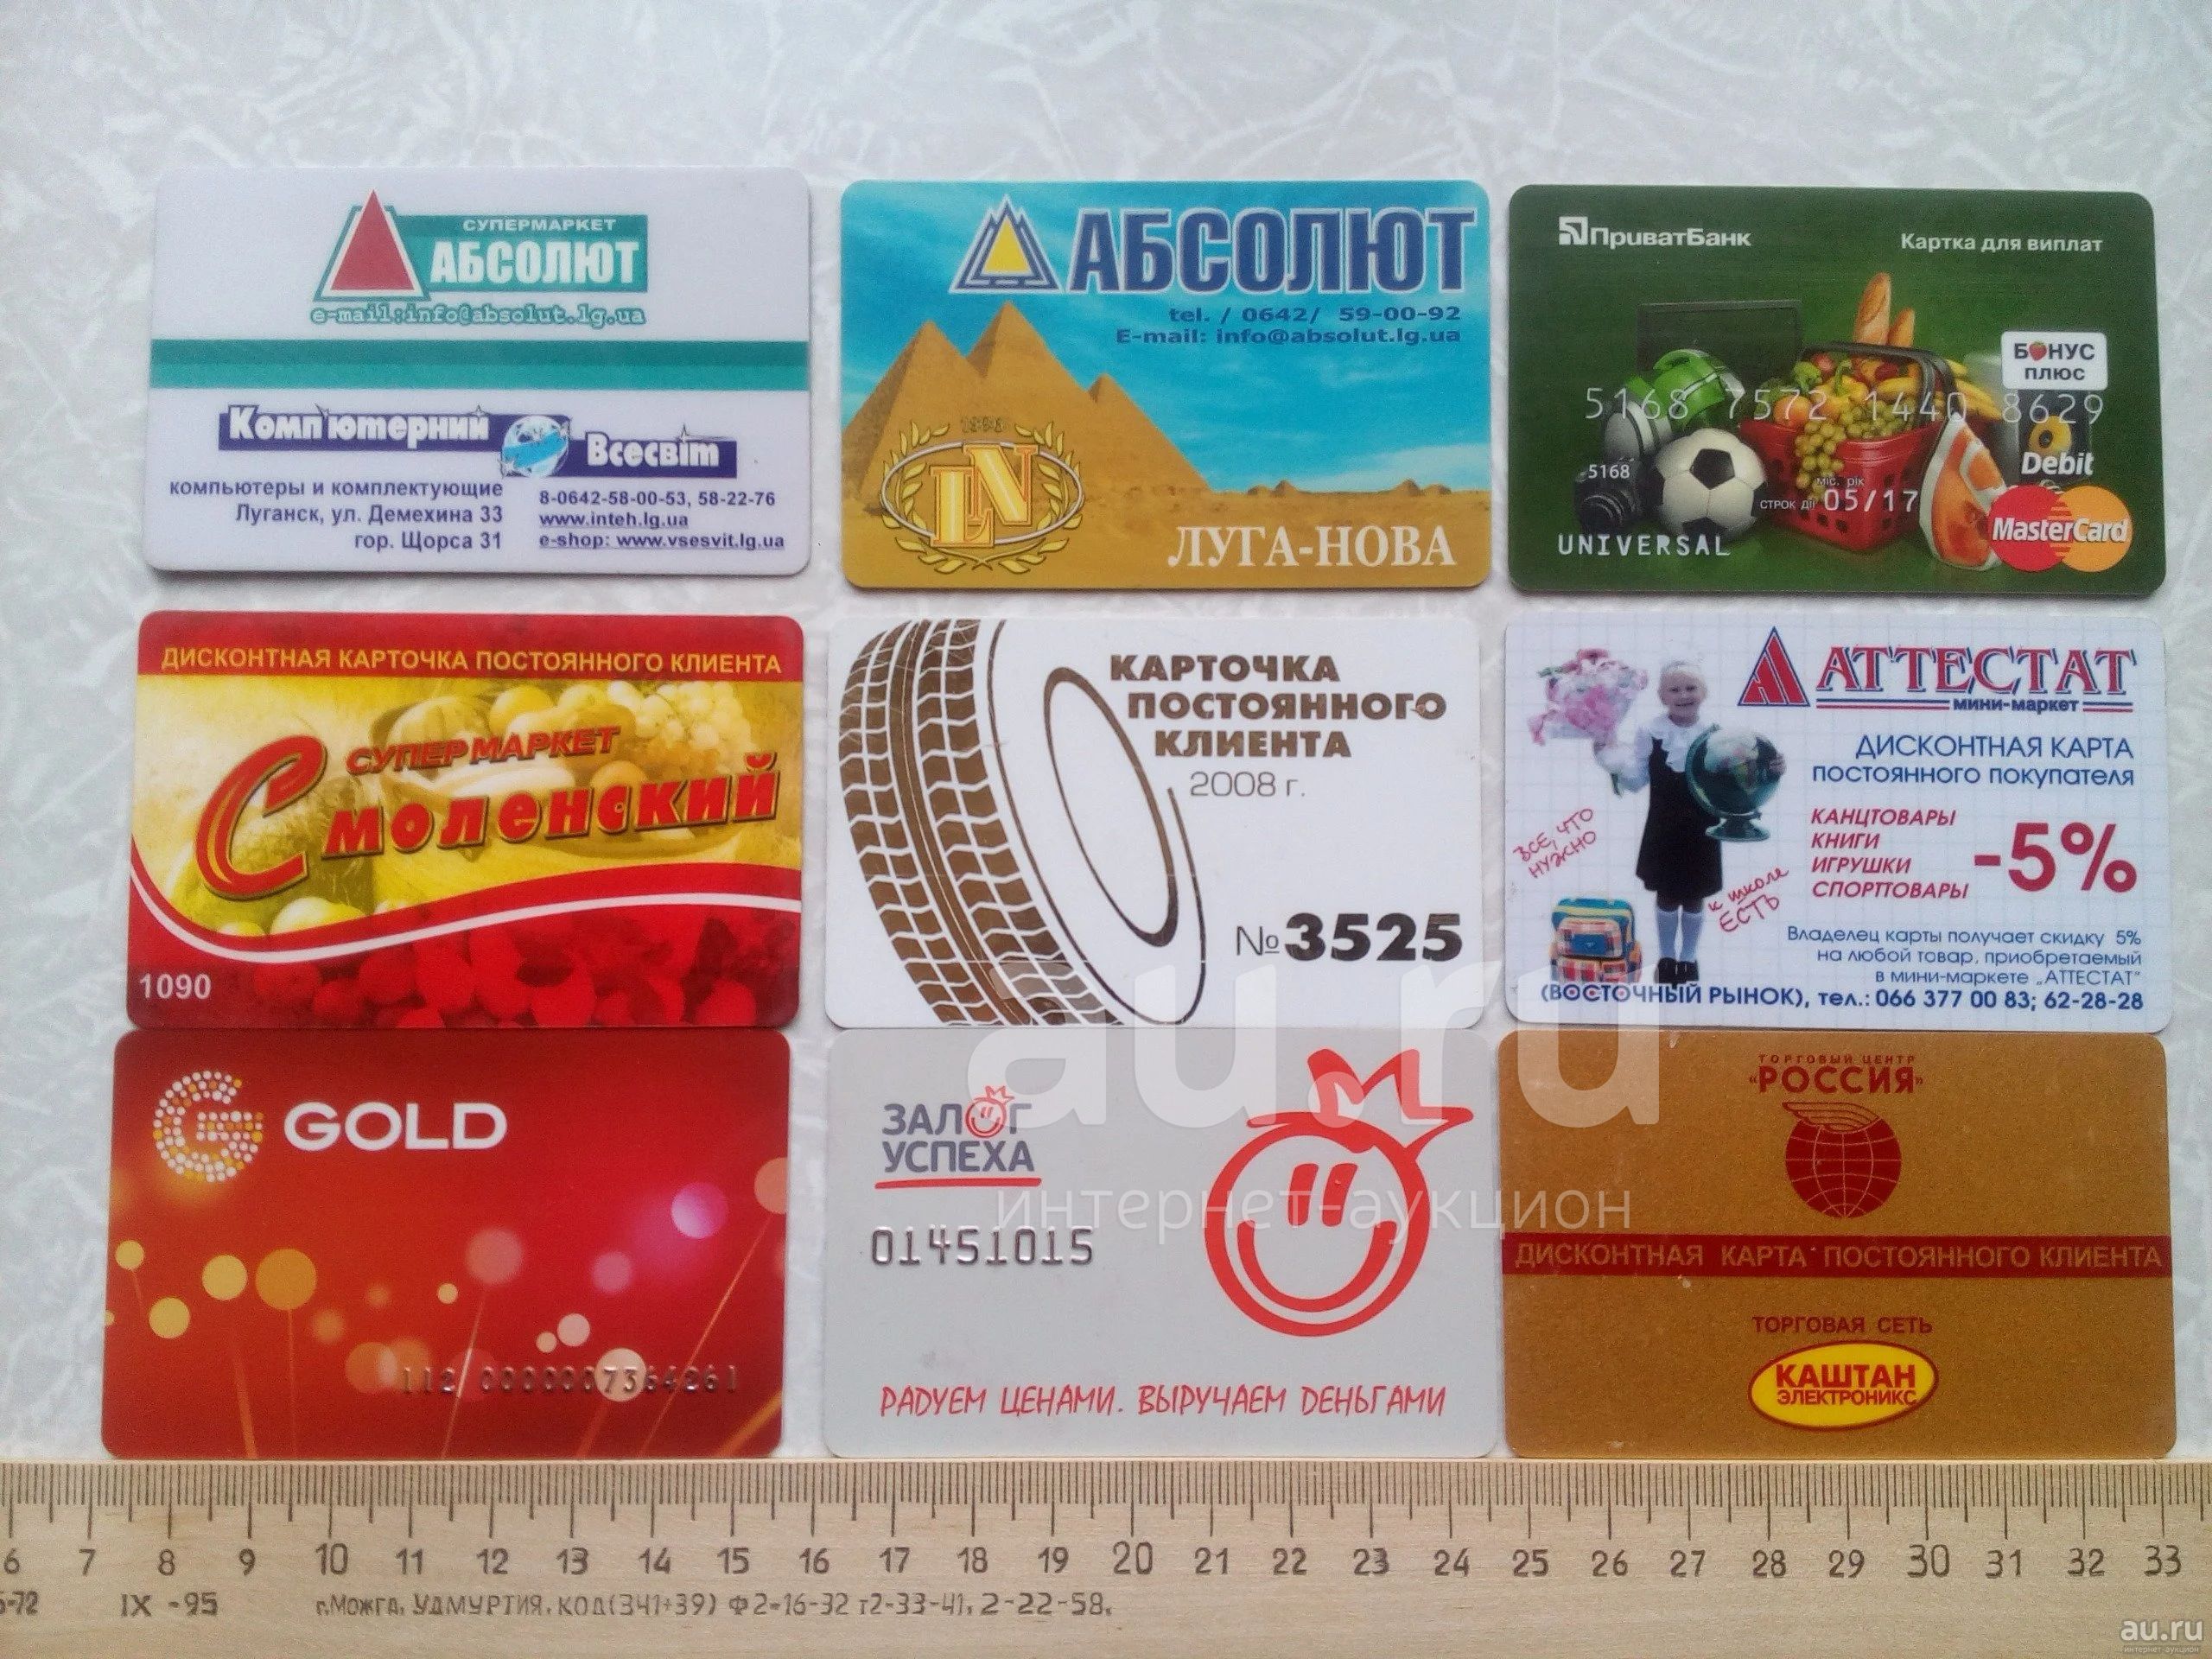 СУПЕРМАРКЕТ
АБСОЛЮТ
e-mail:info@absolut.lg.ua
Комп'ютерний
Всесвіт
компьютеры и комплектующие
Луганск, ул. Демехина 33
гор. Щорса 31
8-0642-58-00-53, 58-22-76
www.inteh.lg.ua
e-shop: www.vsesvit.lg.ua
АБСОЛЮТ
tel. / 0642/ 59-00-92
E-mail: info@absolut.lg.ua
LN
ЛУГА-НОВА
ПриватБанк
Картка для виплат
БОНУС
ПЛЮС
5168 7572 1440 8629
5168
Debit
міс. рік
СТРОК ДІЇ 05/17
UNIVERSAL
MasterCard
ДИСКОНТНАЯ КАРТОЧКА ПОСТОЯННОГО КЛИЕНТА
СУПЕРМАРКЕТ
Смоленский
1090
КАРТОЧКА
ПОСТОЯННОГО
КЛИЕНТА
2008 г.
№3525
АТТЕСТАТ
мини-маркет
ДИСКОНТНАЯ КАРТА
ПОСТОЯННОГО ПОКУПАТЕЛЯ
КАНЦТОВАРЫ
КНИГИ
ИГРУШКИ
СПОРТТОВАРЫ
-5%
ВСЕ, ЧТО
НУЖНО
к школе
ЕСТЬ
Владелец карты получает скидку 5%
на любой товар, приобретаемый
в мини-маркете „АТТЕСТАТ"
(ВОСТОЧНЫЙ РЫНОК), тел.: 066 377 00 83; 62-28-28
GOLD
112 0000007364261
ЗАЛОГ
УСПЕХА
01451015
РАДУЕМ ЦЕНАМИ. ВЫРУЧАЕМ ДЕНЬГАМИ
ТОРГОВЫЙ ЦЕНТР
«РОССИЯ»
ДИСКОНТНАЯ КАРТА ПОСТОЯННОГО КЛИЕНТА
ТОРГОВАЯ СЕТЬ
КАШТАН
ЭЛЕКТРОНИКС
au.ru
интернет-аукцион
6 7 8 9 10 11 12 13 14 15 16 17 18 19 20 21 22 23 24 25 26 27 28 29 30 31 32 33
-72 IX -95 г.Можга, УДМУРТИЯ, КОД(341+39) Ф2-16-32 т2-33-41, 2-22-58.
au.ru
интернет-аукцион